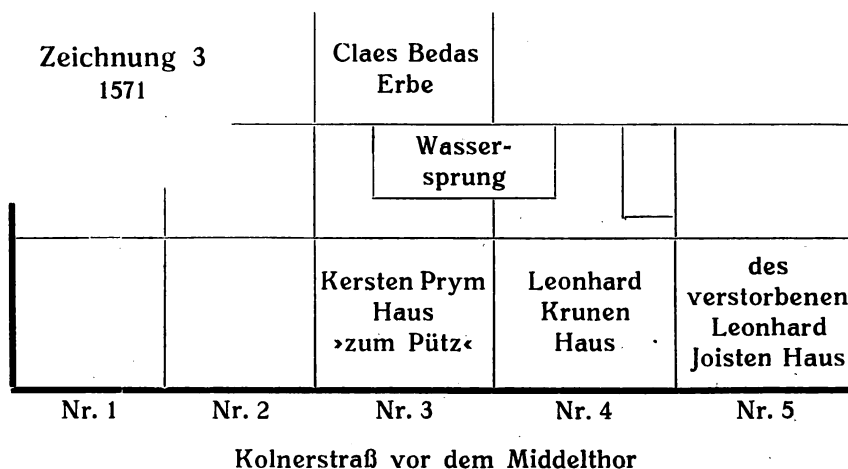 Zeichnung 3
1571
Claes Bedas
Erbe
Wasser-
sprung
Kersten Prym
Haus
›zum Pütz‹
Leonhard
Krunen
Haus
des
verstorbenen
Leonhard
Joisten Haus
Nr. 1
Nr. 2
Nr. 3
Nr. 4
Nr. 5
Kolnerstraß vor dem Middelthor